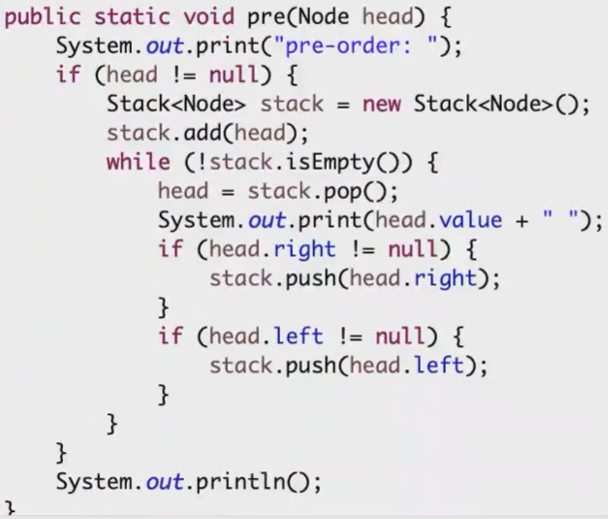 public static void pre(Node head) {
    System.out.print("pre-order: ");
    if (head != null) {
        Stack<Node> stack = new Stack<Node>();
        stack.add(head);
        while (!stack.isEmpty()) {
            head = stack.pop();
            System.out.print(head.value + " ");
            if (head.right != null) {
                stack.push(head.right);
            }
            if (head.left != null) {
                stack.push(head.left);
            }
        }
    }
    System.out.println();
}